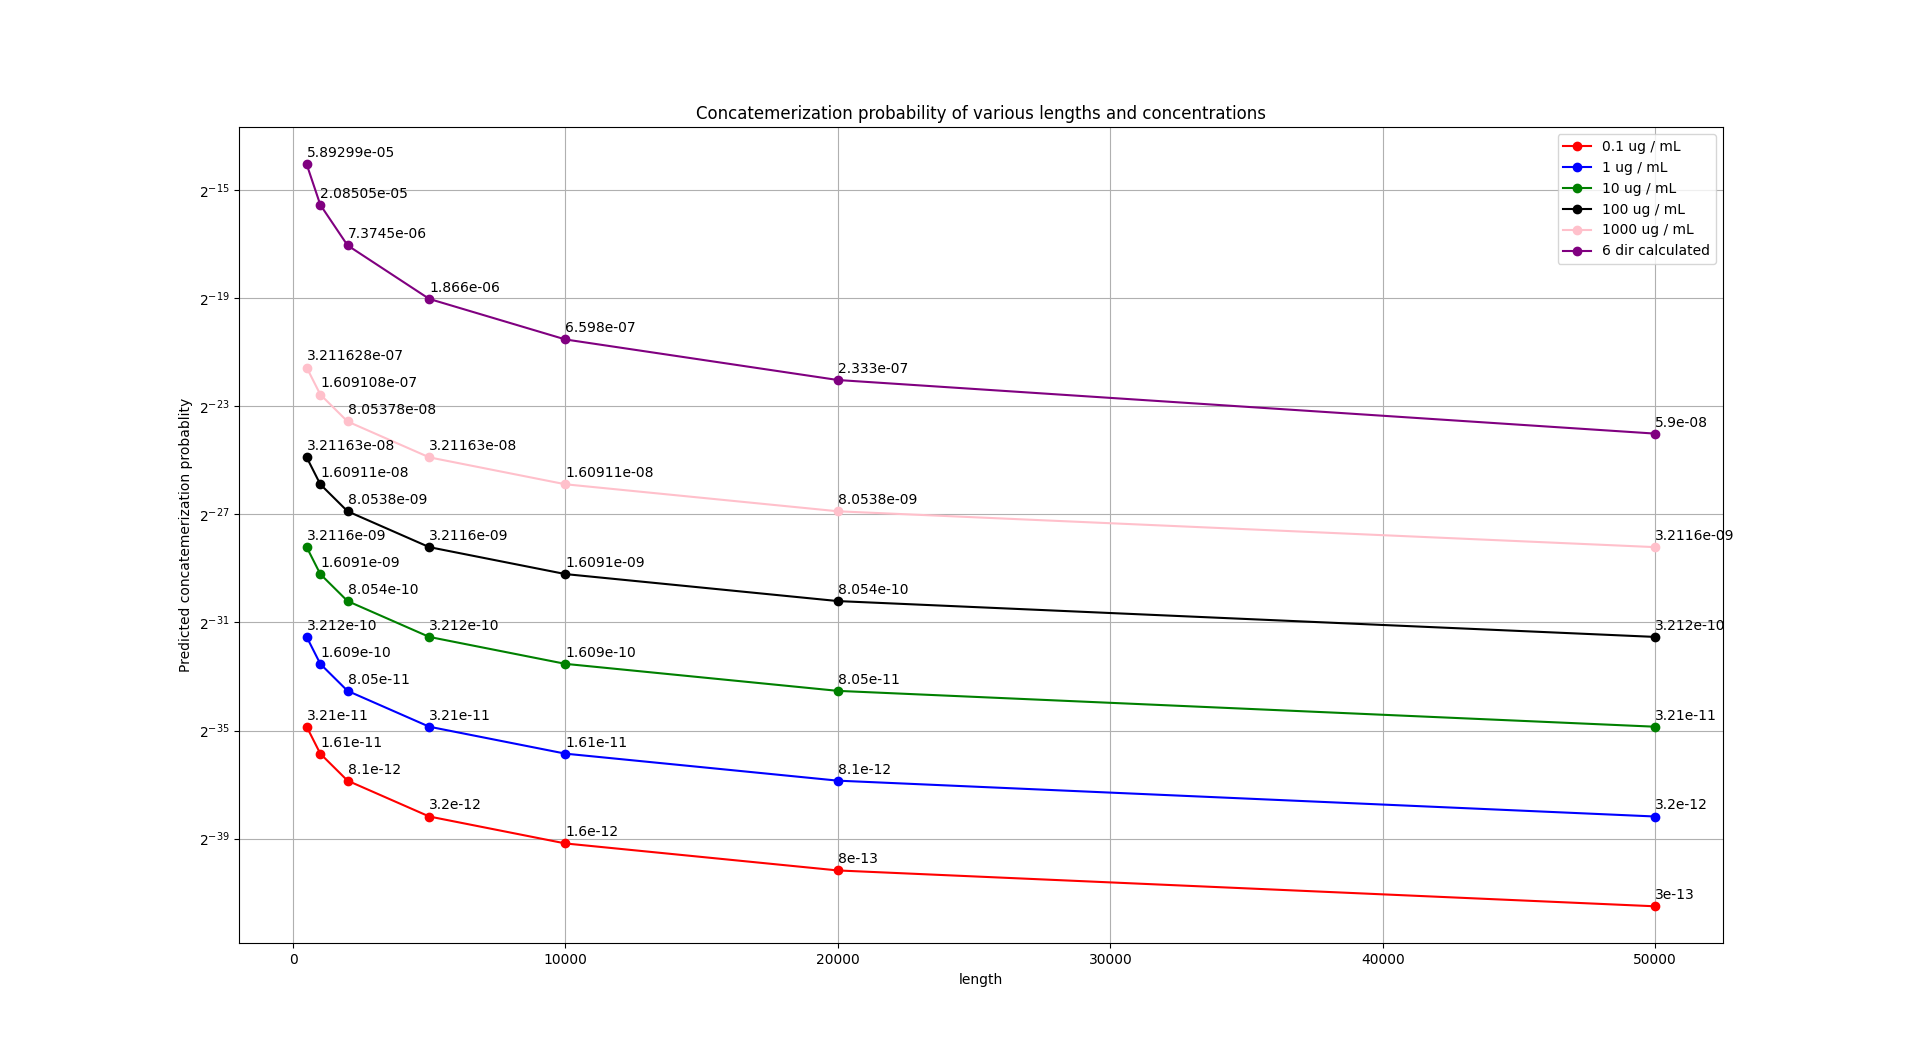 Concatemerization probability of various lengths and concentrations
0.1 ug / mL
1 ug / mL
10 ug / mL
100 ug / mL
1000 ug / mL
6 dir calculated
Predicted concatemerization probablity
2^-15
2^-19
2^-23
2^-27
2^-31
2^-35
2^-39
5.89299e-05
2.08505e-05
7.3745e-06
1.866e-06
6.598e-07
2.333e-07
5.9e-08
3.211628e-07
1.609108e-07
8.05378e-08
3.21163e-08
1.60911e-08
8.0538e-09
3.2116e-09
3.21163e-08
1.60911e-08
8.0538e-09
3.2116e-09
1.6091e-09
8.054e-10
3.212e-10
3.2116e-09
1.6091e-09
8.054e-10
3.212e-10
1.609e-10
8.05e-11
3.21e-11
3.212e-10
1.609e-10
8.05e-11
3.21e-11
1.61e-11
8.1e-12
3.2e-12
3.21e-11
1.61e-11
8.1e-12
3.2e-12
1.6e-12
8e-13
3e-13
0 10000 20000 30000 40000 50000
length